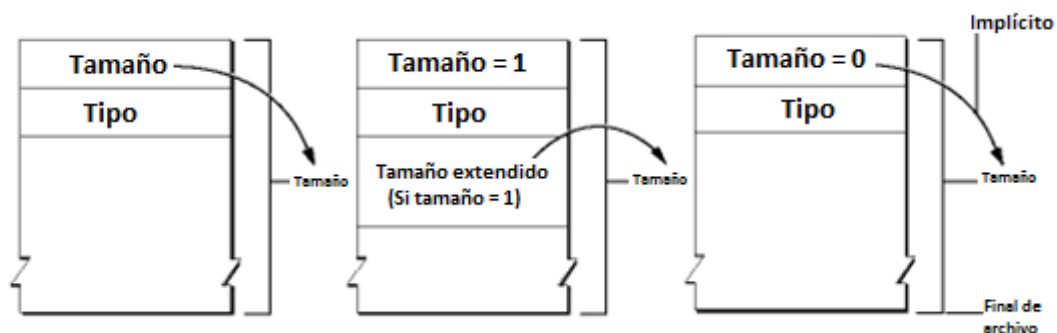 Tamaño
Tipo
Tamaño
Tamaño = 1
Tipo
Tamaño extendido
(Si tamaño = 1)
Tamaño
Implícito
Tamaño = 0
Tipo
Tamaño
Final de
archivo